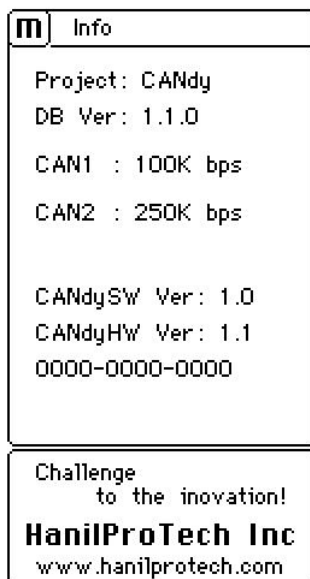 m Info
Project: CANdy
DB Ver: 1.1.0
CAN1 : 100K bps
CAN2 : 250K bps
CANdySW Ver: 1.0
CANdyHW Ver: 1.1
0000-0000-0000
Challenge
to the inovation!
HanilProTech Inc
www.hanilprotech.com